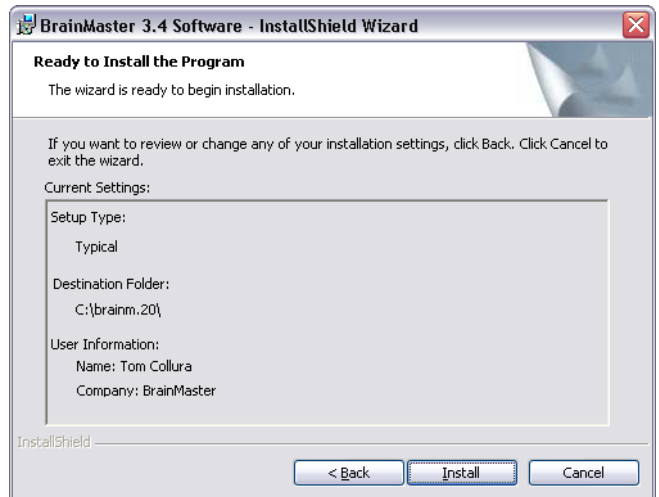 BrainMaster 3.4 Software - InstallShield Wizard
Ready to Install the Program
The wizard is ready to begin installation.
If you want to review or change any of your installation settings, click Back. Click Cancel to
exit the wizard.
Current Settings:
Setup Type:
Typical
Destination Folder:
C:\brainm.20\
User Information:
Name: Tom Collura
Company: BrainMaster
InstallShield
< Back
Install
Cancel